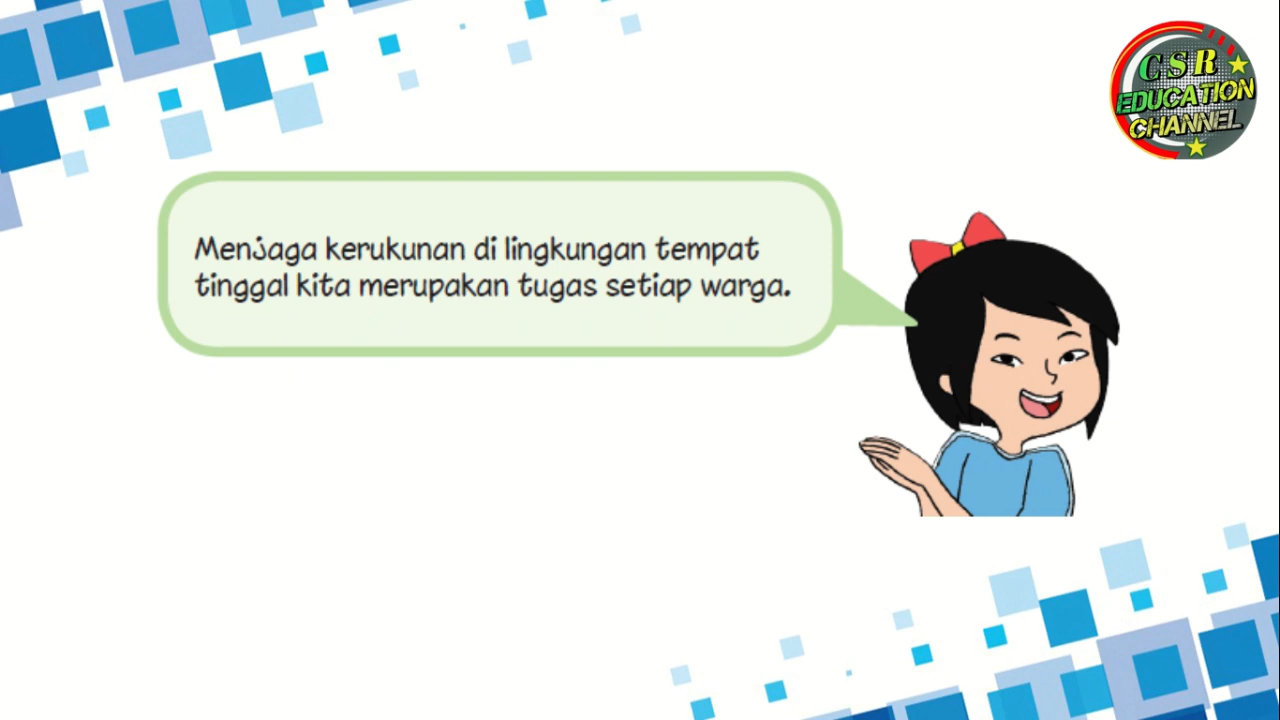 CSR
EDUCATION
CHANNEL
Menjaga kerukunan di lingkungan tempat
tinggal kita merupakan tugas setiap warga.